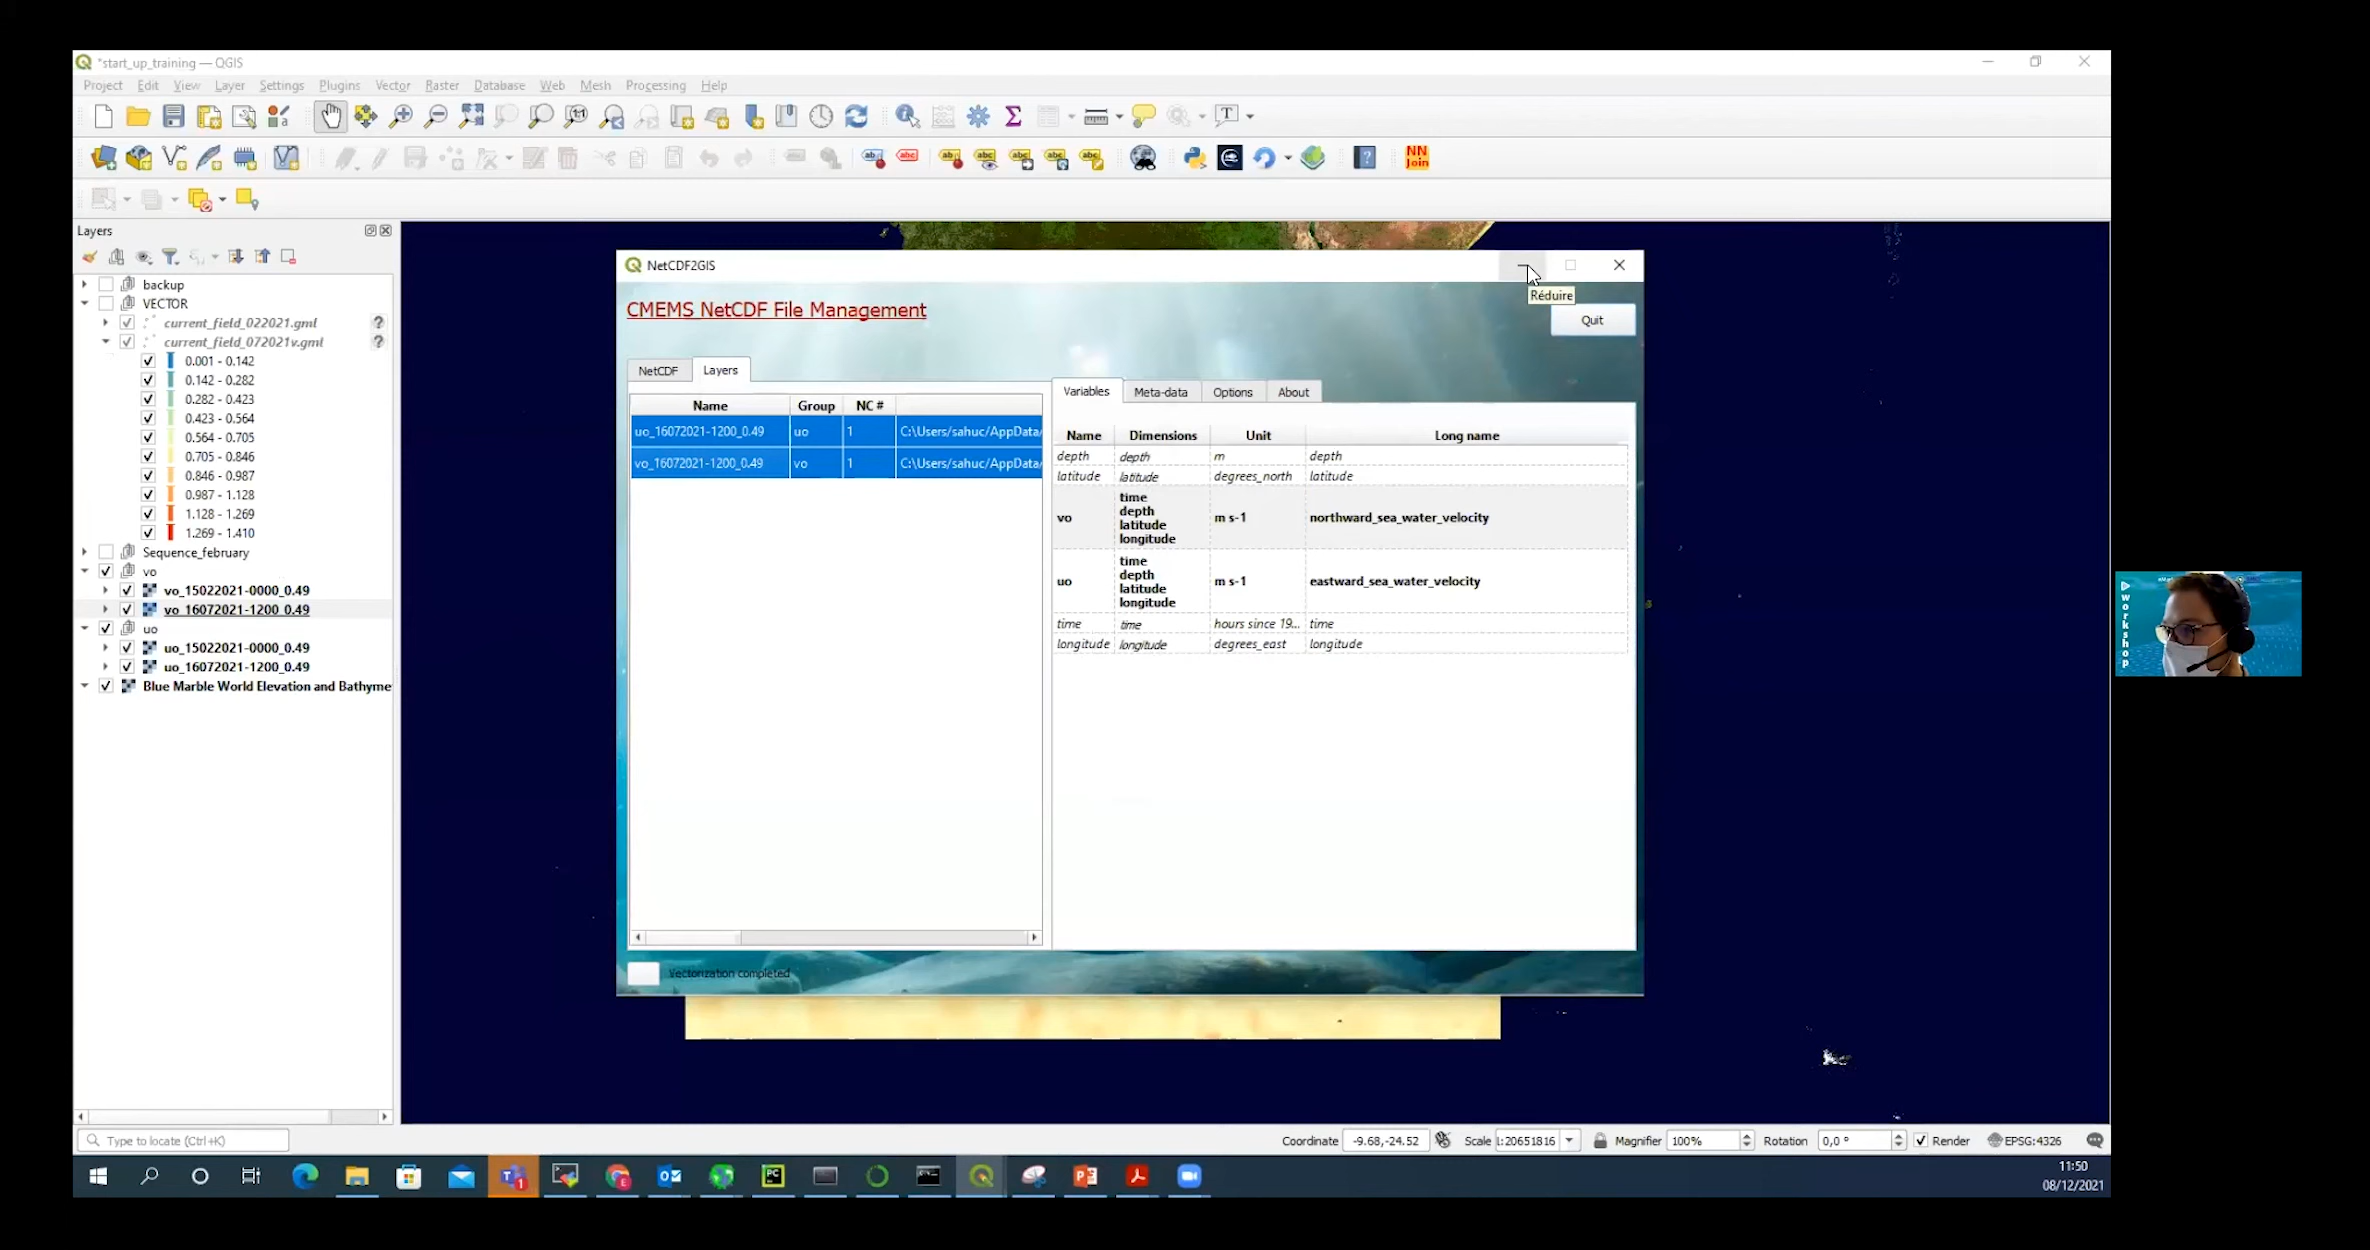 *start_up_training — QGIS
Project Edit View Layer Settings Plugins Vector Raster Database Web Mesh Processing Help
NN
Join
Layers
backup
VECTOR
current_field_022021.gml ?
current_field_072021v.gml ?
0.001 - 0.142
0.142 - 0.282
0.282 - 0.423
0.423 - 0.564
0.564 - 0.705
0.705 - 0.846
0.846 - 0.987
0.987 - 1.128
1.128 - 1.269
1.269 - 1.410
Sequence_february
vo
vo_15022021-0000_0.49
vo_16072021-1200_0.49
uo
uo_15022021-0000_0.49
uo_16072021-1200_0.49
Blue Marble World Elevation and Bathyme
NetCDF2GIS
Réduire
CMEMS NetCDF File Management
Quit
NetCDF Layers
Name Group NC #
uo_16072021-1200_0.49 uo 1 C:\Users/sahuc/AppData/
vo_16072021-1200_0.49 vo 1 C:\Users/sahuc/AppData/
Variables Meta-data Options About
Name Dimensions Unit Long name
depth depth m depth
latitude latitude degrees_north latitude
time
depth
vo m s-1 northward_sea_water_velocity
latitude
longitude
time
depth
uo m s-1 eastward_sea_water_velocity
latitude
longitude
time time hours since 19... time
longitude longitude degrees_east longitude
Vectorization completed
workshop
Type to locate (Ctrl+K)
Coordinate -9.68,-24.52 Scale 1:20651816 Magnifier 100% Rotation 0,0 ° Render EPSG:4326
11:50
08/12/2021